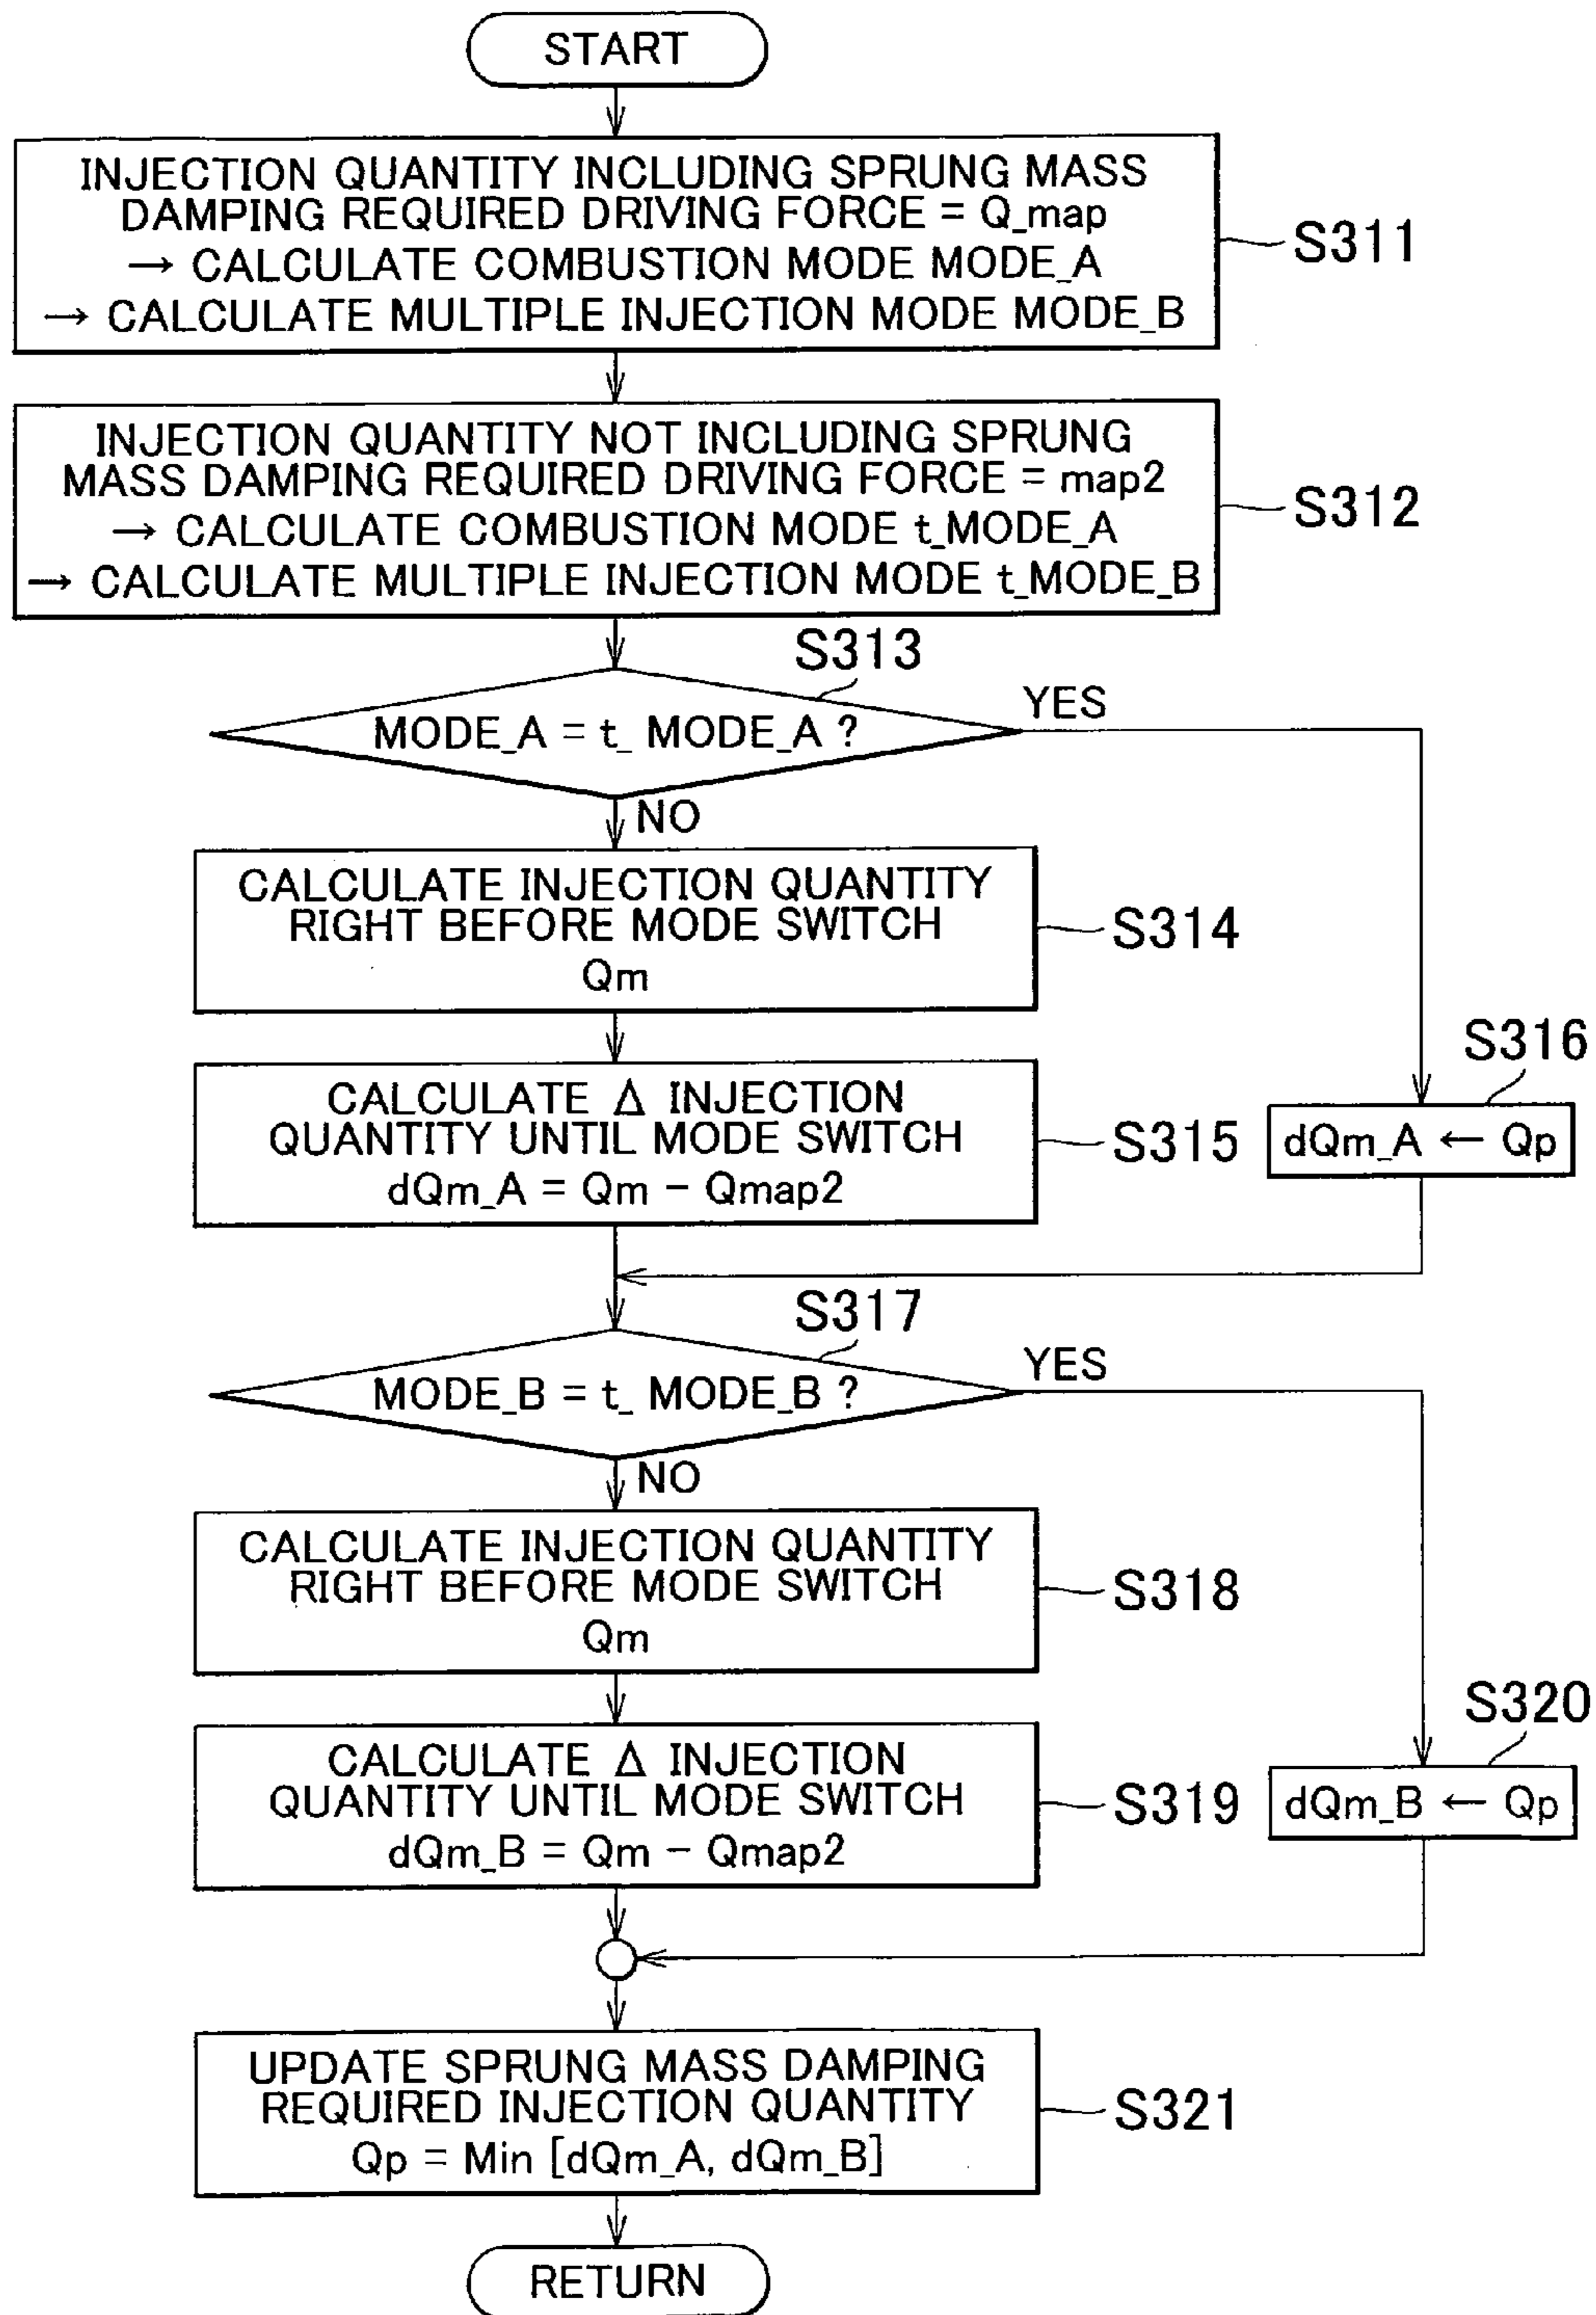 START
INJECTION QUANTITY INCLUDING SPRUNG MASS
DAMPING REQUIRED DRIVING FORCE = Q_map
→ CALCULATE COMBUSTION MODE MODE_A
→ CALCULATE MULTIPLE INJECTION MODE MODE_B
S311
INJECTION QUANTITY NOT INCLUDING SPRUNG
MASS DAMPING REQUIRED DRIVING FORCE = map2
→ CALCULATE COMBUSTION MODE t_MODE_A
→ CALCULATE MULTIPLE INJECTION MODE t_MODE_B
S312
S313
MODE_A = t_ MODE_A ?
YES
NO
CALCULATE INJECTION QUANTITY
RIGHT BEFORE MODE SWITCH
Qm
S314
CALCULATE Δ INJECTION
QUANTITY UNTIL MODE SWITCH
dQm_A = Qm − Qmap2
S315
S316
dQm_A ← Qp
S317
MODE_B = t_ MODE_B ?
YES
NO
CALCULATE INJECTION QUANTITY
RIGHT BEFORE MODE SWITCH
Qm
S318
CALCULATE Δ INJECTION
QUANTITY UNTIL MODE SWITCH
dQm_B = Qm − Qmap2
S319
S320
dQm_B ← Qp
UPDATE SPRUNG MASS DAMPING
REQUIRED INJECTION QUANTITY
Qp = Min [dQm_A, dQm_B]
S321
RETURN